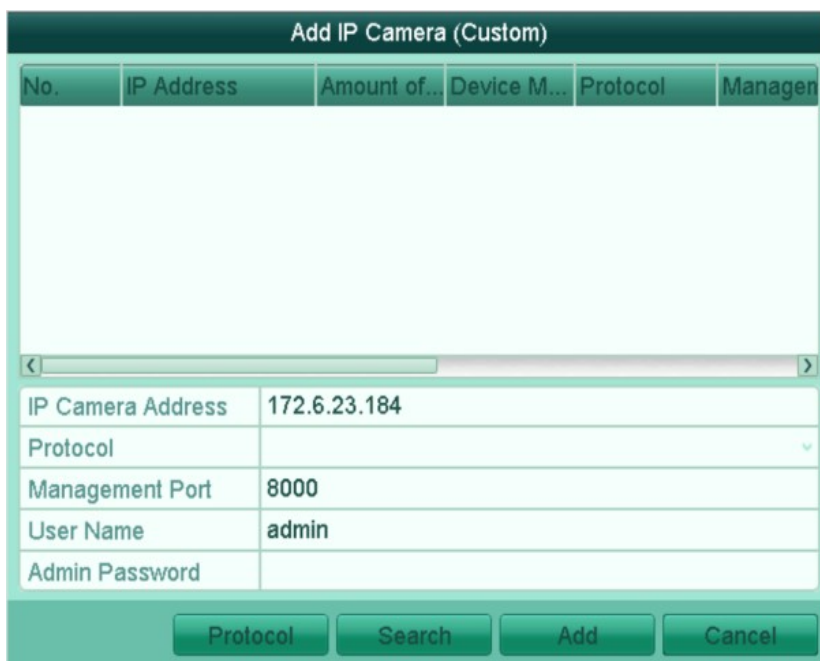 Add IP Camera (Custom)
No. IP Address Amount of... Device M... Protocol Managen
IP Camera Address 172.6.23.184
Protocol
Management Port 8000
User Name admin
Admin Password
Protocol Search Add Cancel